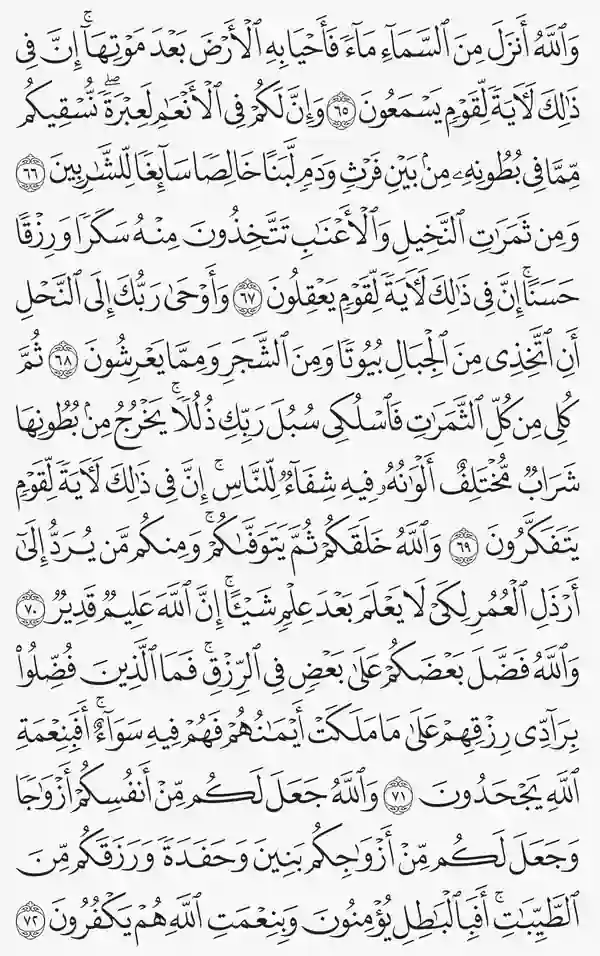 وَٱللَّهُ أَنزَلَ مِنَ ٱلسَّمَآءِ مَآءٗ فَأَحۡيَا بِهِ ٱلۡأَرۡضَ بَعۡدَ مَوۡتِهَآۚ إِنَّ فِي
ذَٰلِكَ لَأٓيَةٗ لِّقَوۡمٖ يَسۡمَعُونَ ٦٥ وَإِنَّ لَكُمۡ فِي ٱلۡأَنۡعَٰمِ لَعِبۡرَةٗۖ نُّسۡقِيكُم
مِّمَّا فِي بُطُونِهِۦ مِنۢ بَيۡنِ فَرۡثٖ وَدَمٖ لَّبَنًا خَالِصٗا سَآئِغٗا لِّلشَّٰرِبِينَ ٦٦
وَمِن ثَمَرَٰتِ ٱلنَّخِيلِ وَٱلۡأَعۡنَٰبِ تَتَّخِذُونَ مِنۡهُ سَكَرٗا وَرِزۡقًا
حَسَنًاۚ إِنَّ فِي ذَٰلِكَ لَأٓيَةٗ لِّقَوۡمٖ يَعۡقِلُونَ ٦٧ وَأَوۡحَىٰ رَبُّكَ إِلَى ٱلنَّحۡلِ
أَنِ ٱتَّخِذِي مِنَ ٱلۡجِبَالِ بُيُوتٗا وَمِنَ ٱلشَّجَرِ وَمِمَّا يَعۡرِشُونَ ٦٨ ثُمَّ
كُلِي مِن كُلِّ ٱلثَّمَرَٰتِ فَٱسۡلُكِي سُبُلَ رَبِّكِ ذُلُلٗاۚ يَخۡرُجُ مِنۢ بُطُونِهَا
شَرَابٞ مُّخۡتَلِفٌ أَلۡوَٰنُهُۥ فِيهِ شِفَآءٞ لِّلنَّاسِۚ إِنَّ فِي ذَٰلِكَ لَأٓيَةٗ لِّقَوۡمٖ
يَتَفَكَّرُونَ ٦٩ وَٱللَّهُ خَلَقَكُمۡ ثُمَّ يَتَوَفَّىٰكُمۡۚ وَمِنكُم مَّن يُرَدُّ إِلَىٰٓ
أَرۡذَلِ ٱلۡعُمُرِ لِكَيۡ لَا يَعۡلَمَ بَعۡدَ عِلۡمٖ شَيۡـًٔاۚ إِنَّ ٱللَّهَ عَلِيمٞ قَدِيرٞ ٧٠
وَٱللَّهُ فَضَّلَ بَعۡضَكُمۡ عَلَىٰ بَعۡضٖ فِي ٱلرِّزۡقِۚ فَمَا ٱلَّذِينَ فُضِّلُواْ
بِرَآدِّي رِزۡقِهِمۡ عَلَىٰ مَا مَلَكَتۡ أَيۡمَٰنُهُمۡ فَهُمۡ فِيهِ سَوَآءٌۚ أَفَبِنِعۡمَةِ
ٱللَّهِ يَجۡحَدُونَ ٧١ وَٱللَّهُ جَعَلَ لَكُم مِّنۡ أَنفُسِكُمۡ أَزۡوَٰجٗا
وَجَعَلَ لَكُم مِّنۡ أَزۡوَٰجِكُم بَنِينَ وَحَفَدَةٗ وَرَزَقَكُم مِّنَ
ٱلطَّيِّبَٰتِۚ أَفَبِٱلۡبَٰطِلِ يُؤۡمِنُونَ وَبِنِعۡمَتِ ٱللَّهِ هُمۡ يَكۡفُرُونَ ٧٢